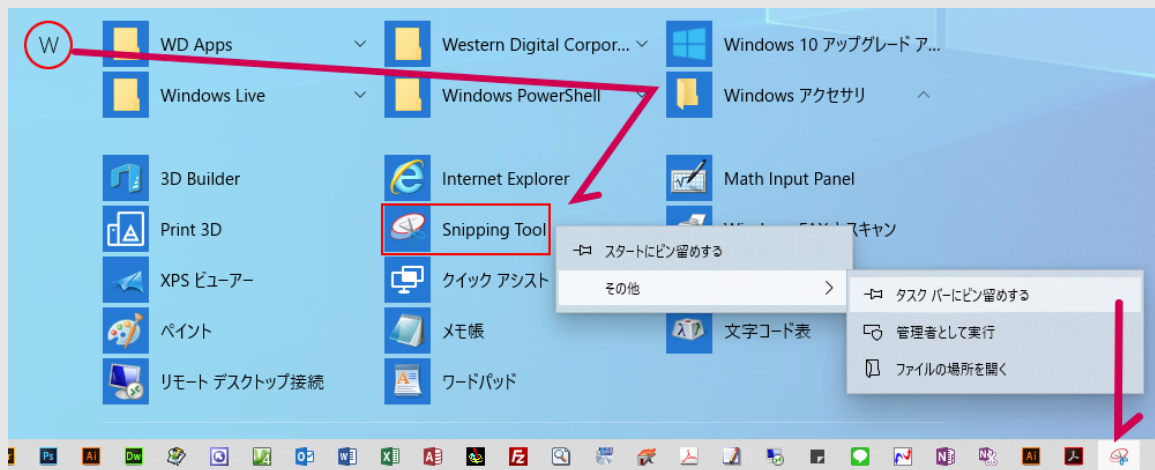 W
WD Apps
Western Digital Corpor...
Windows 10 アップグレード ア...
Windows Live
Windows PowerShell
Windows アクセサリ
3D Builder
Internet Explorer
Math Input Panel
Print 3D
Snipping Tool
スキャン
スタートにピン留めする
XPS ビューアー
クイック アシスト
その他
タスク バーにピン留めする
ペイント
メモ帳
文字コード表
管理者として実行
リモート デスクトップ接続
ワードパッド
ファイルの場所を開く
Ps
Ai
Dw
Fz
Ai